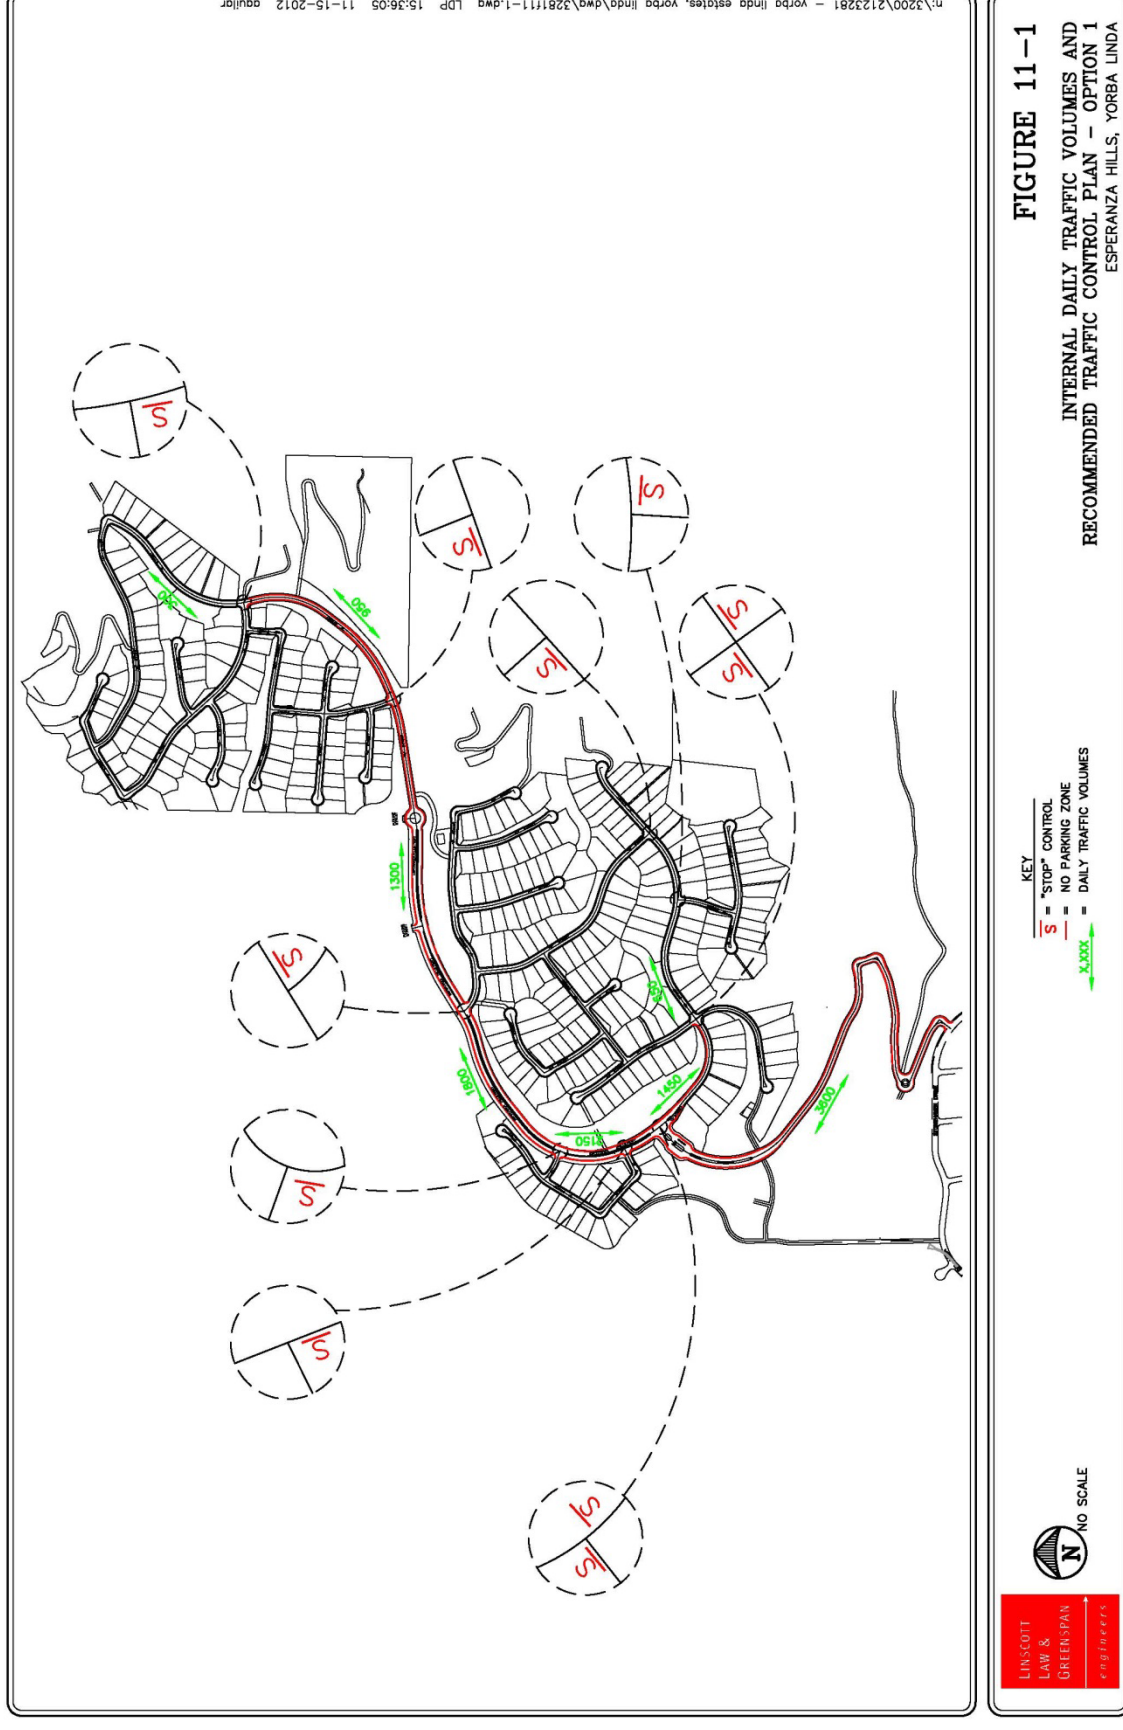 n:\3200\2123281 - yorba linda estates, yorba linda\dwg\3281f11-1.dwg LDP 15:36:05 11-15-2012 aguilar
S
S
S
S
S
S
950
1300
S
1800
1450
2150
3600
S
S
S
S
S
FIGURE 11-1
INTERNAL DAILY TRAFFIC VOLUMES AND
RECOMMENDED TRAFFIC CONTROL PLAN - OPTION 1
ESPERANZA HILLS, YORBA LINDA
KEY
S = "STOP" CONTROL
= NO PARKING ZONE
X,XXX = DAILY TRAFFIC VOLUMES
N
NO SCALE
LINSCOTT
LAW &
GREENSPAN
engineers